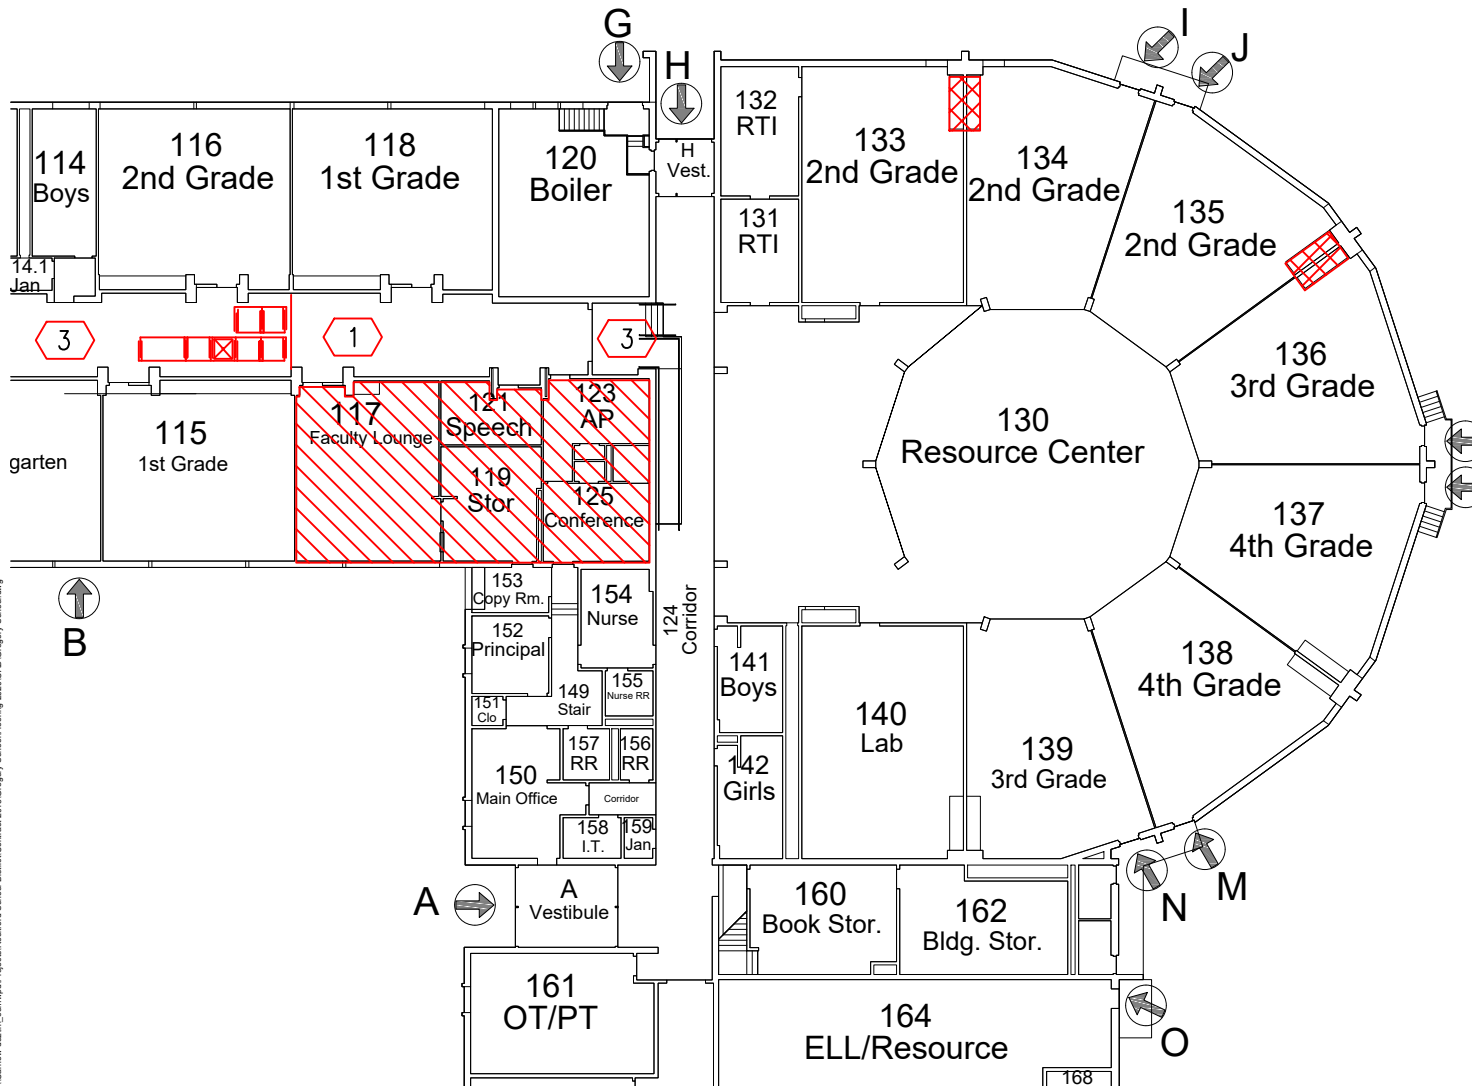 G
H
I
J
132
RTI
133
2nd Grade
134
2nd Grade
114
Boys
116
2nd Grade
118
1st Grade
120
Boiler
H
Vest.
131
RTI
135
2nd Grade
14.1
Jan
3
1
3
136
3rd Grade
130
Resource Center
garten
115
1st Grade
117
Faculty Lounge
121
Speech
123
AP
119
Stor
125
Conference
137
4th Grade
B
153
Copy Rm.
154
Nurse
124
Corridor
152
Principal
141
Boys
138
4th Grade
155
Nurse RR
149
Stair
151
Clo
140
Lab
139
3rd Grade
157
RR
156
RR
150
Main Office
142
Girls
Corridor
158
I.T.
159
Jan
A
A
Vestibule
160
Book Stor.
162
Bldg. Stor.
N
M
161
OT/PT
164
ELL/Resource
O
168